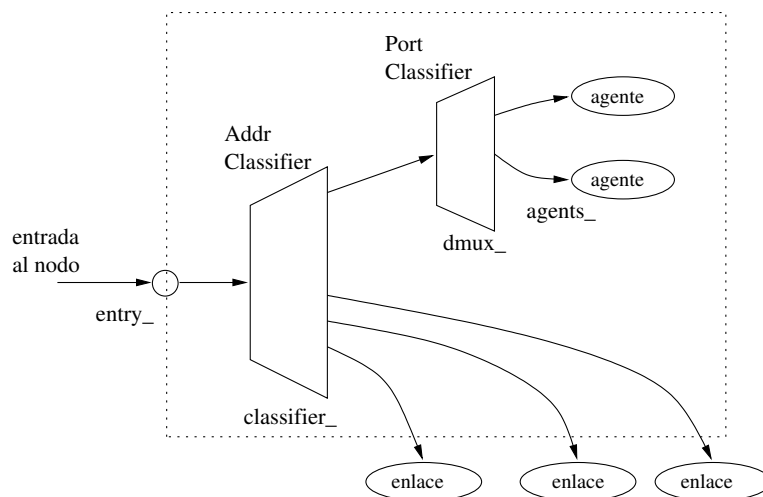 Port
Classifier
agente
Addr
Classifier
agente
agents_
dmux_
entrada
al nodo
entry_
classifier_
enlace
enlace
enlace